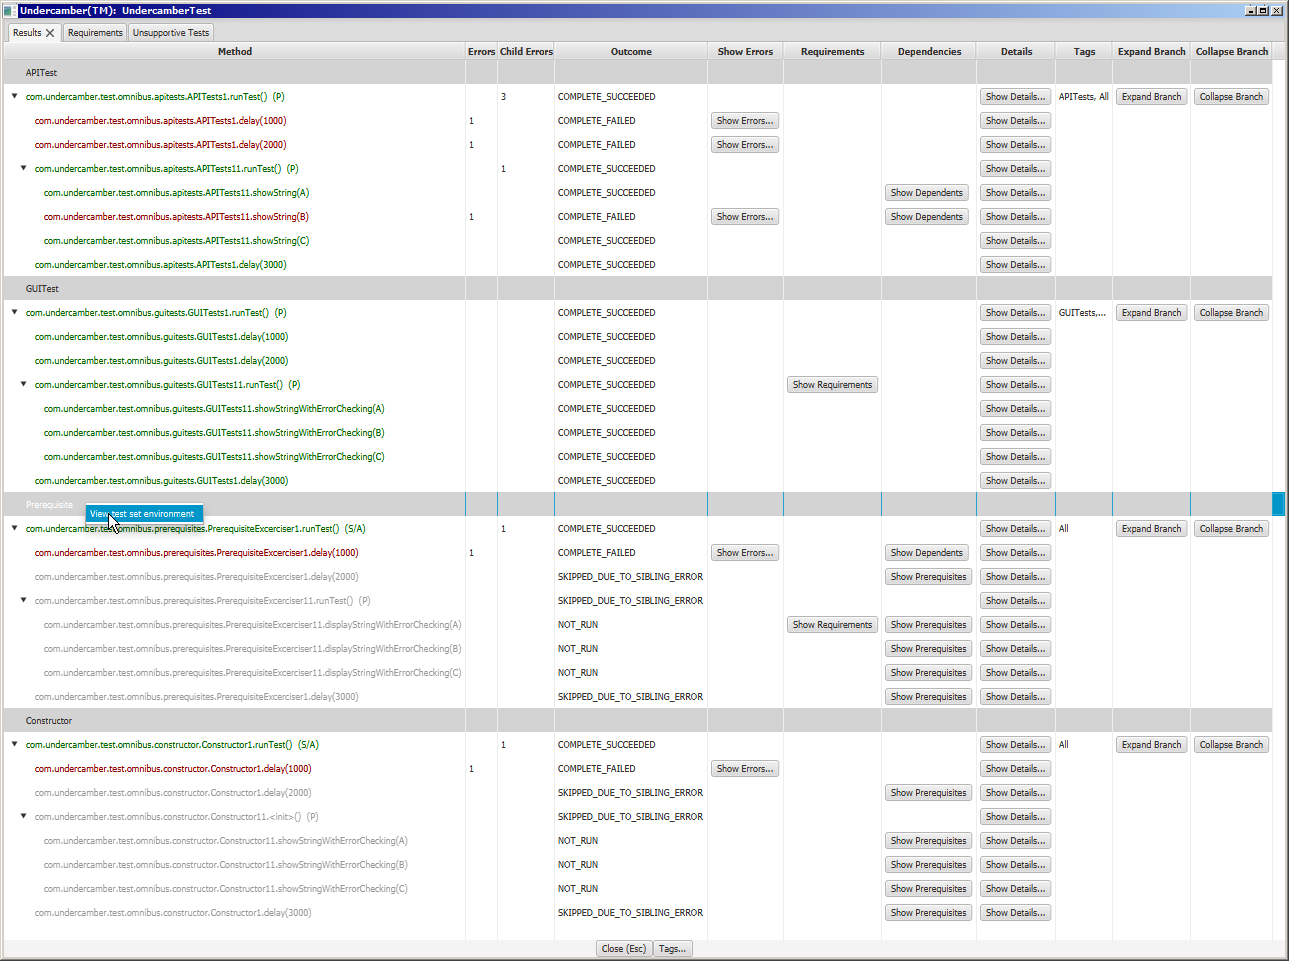 Undercamber(TM):  UndercamberTest
Results Requirements Unsupportive Tests
Method Errors Child Errors Outcome Show Errors Requirements Dependencies Details Tags Expand Branch Collapse Branch
APITest
com.undercamber.test.omnibus.apitests.APITests1.runTest()  (P) 3 COMPLETE_SUCCEEDED Show Details... APITests, All Expand Branch Collapse Branch
com.undercamber.test.omnibus.apitests.APITests1.delay(1000) 1 COMPLETE_FAILED Show Errors... Show Details...
com.undercamber.test.omnibus.apitests.APITests1.delay(2000) 1 COMPLETE_FAILED Show Errors... Show Details...
com.undercamber.test.omnibus.apitests.APITests11.runTest()  (P) 1 COMPLETE_SUCCEEDED Show Details...
com.undercamber.test.omnibus.apitests.APITests11.showString(A) COMPLETE_SUCCEEDED Show Dependents Show Details...
com.undercamber.test.omnibus.apitests.APITests11.showString(B) 1 COMPLETE_FAILED Show Errors... Show Dependents Show Details...
com.undercamber.test.omnibus.apitests.APITests11.showString(C) COMPLETE_SUCCEEDED Show Details...
com.undercamber.test.omnibus.apitests.APITests1.delay(3000) COMPLETE_SUCCEEDED Show Details...
GUITest
com.undercamber.test.omnibus.guitests.GUITests1.runTest()  (P) COMPLETE_SUCCEEDED Show Details... GUITests,... Expand Branch Collapse Branch
com.undercamber.test.omnibus.guitests.GUITests1.delay(1000) COMPLETE_SUCCEEDED Show Details...
com.undercamber.test.omnibus.guitests.GUITests1.delay(2000) COMPLETE_SUCCEEDED Show Details...
com.undercamber.test.omnibus.guitests.GUITests11.runTest()  (P) COMPLETE_SUCCEEDED Show Requirements Show Details...
com.undercamber.test.omnibus.guitests.GUITests11.showStringWithErrorChecking(A) COMPLETE_SUCCEEDED Show Details...
com.undercamber.test.omnibus.guitests.GUITests11.showStringWithErrorChecking(B) COMPLETE_SUCCEEDED Show Details...
com.undercamber.test.omnibus.guitests.GUITests11.showStringWithErrorChecking(C) COMPLETE_SUCCEEDED Show Details...
com.undercamber.test.omnibus.guitests.GUITests1.delay(3000) COMPLETE_SUCCEEDED Show Details...
Prerequisite
View test set environment
com.undercamber.test.omnibus.prerequisites.PrerequisiteExcerciser1.runTest()  (S/A) 1 COMPLETE_SUCCEEDED Show Details... All Expand Branch Collapse Branch
com.undercamber.test.omnibus.prerequisites.PrerequisiteExcerciser1.delay(1000) 1 COMPLETE_FAILED Show Errors... Show Dependents Show Details...
com.undercamber.test.omnibus.prerequisites.PrerequisiteExcerciser1.delay(2000) SKIPPED_DUE_TO_SIBLING_ERROR Show Prerequisites Show Details...
com.undercamber.test.omnibus.prerequisites.PrerequisiteExcerciser11.runTest()  (P) SKIPPED_DUE_TO_SIBLING_ERROR Show Details...
com.undercamber.test.omnibus.prerequisites.PrerequisiteExcerciser11.displayStringWithErrorChecking(A) NOT_RUN Show Requirements Show Prerequisites Show Details...
com.undercamber.test.omnibus.prerequisites.PrerequisiteExcerciser11.displayStringWithErrorChecking(B) NOT_RUN Show Prerequisites Show Details...
com.undercamber.test.omnibus.prerequisites.PrerequisiteExcerciser11.displayStringWithErrorChecking(C) NOT_RUN Show Prerequisites Show Details...
com.undercamber.test.omnibus.prerequisites.PrerequisiteExcerciser1.delay(3000) SKIPPED_DUE_TO_SIBLING_ERROR Show Prerequisites Show Details...
Constructor
com.undercamber.test.omnibus.constructor.Constructor1.runTest()  (S/A) 1 COMPLETE_SUCCEEDED Show Details... All Expand Branch Collapse Branch
com.undercamber.test.omnibus.constructor.Constructor1.delay(1000) 1 COMPLETE_FAILED Show Errors... Show Details...
com.undercamber.test.omnibus.constructor.Constructor1.delay(2000) SKIPPED_DUE_TO_SIBLING_ERROR Show Prerequisites Show Details...
com.undercamber.test.omnibus.constructor.Constructor11.<init>()  (P) SKIPPED_DUE_TO_SIBLING_ERROR Show Details...
com.undercamber.test.omnibus.constructor.Constructor11.showStringWithErrorChecking(A) NOT_RUN Show Prerequisites Show Details...
com.undercamber.test.omnibus.constructor.Constructor11.showStringWithErrorChecking(B) NOT_RUN Show Prerequisites Show Details...
com.undercamber.test.omnibus.constructor.Constructor11.showStringWithErrorChecking(C) NOT_RUN Show Prerequisites Show Details...
com.undercamber.test.omnibus.constructor.Constructor1.delay(3000) SKIPPED_DUE_TO_SIBLING_ERROR Show Prerequisites Show Details...
Close (Esc) Tags...